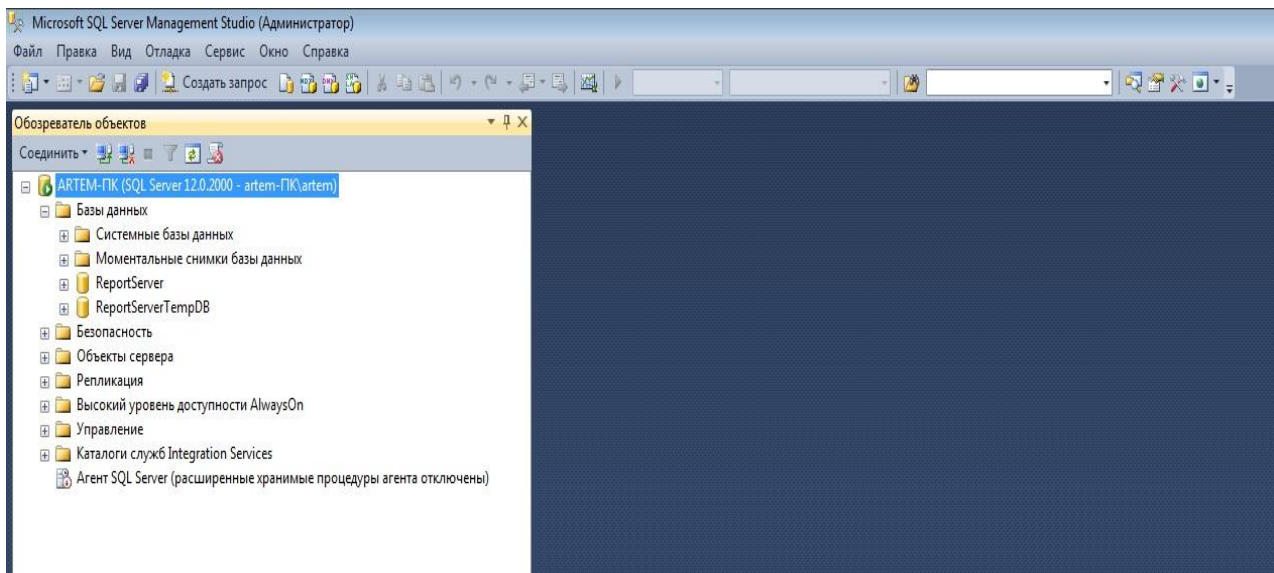 Microsoft SQL Server Management Studio (Администратор)
Файл Правка Вид Отладка Сервис Окно Справка
Создать запрос
Обозреватель объектов
Соединить
ARTEM-ПК (SQL Server 12.0.2000 - artem-ПК\artem)
Базы данных
Системные базы данных
Моментальные снимки базы данных
ReportServer
ReportServerTempDB
Безопасность
Объекты сервера
Репликация
Высокий уровень доступности AlwaysOn
Управление
Каталоги служб Integration Services
Агент SQL Server (расширенные хранимые процедуры агента отключены)